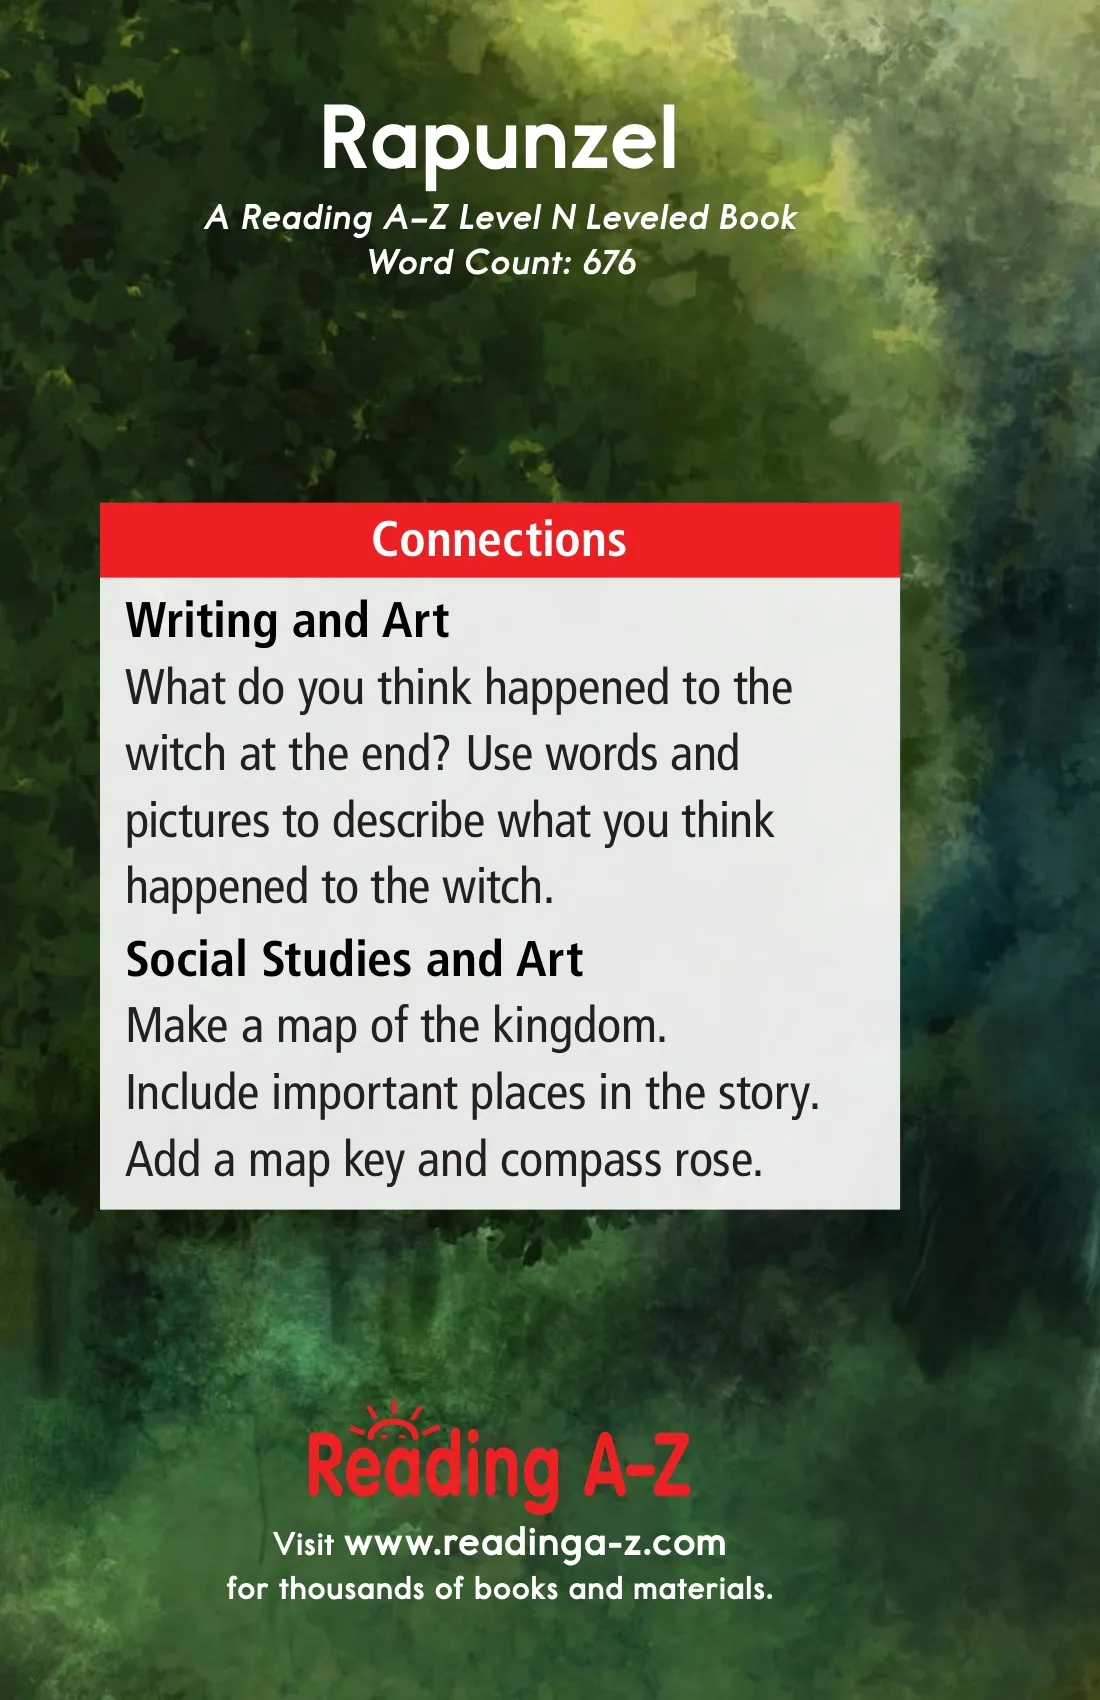 Rapunzel
A Reading A–Z Level N Leveled Book
Word Count: 676
Connections
Writing and Art
What do you think happened to the
witch at the end? Use words and
pictures to describe what you think
happened to the witch.
Social Studies and Art
Make a map of the kingdom.
Include important places in the story.
Add a map key and compass rose.
Reading A–Z
Visit www.readinga-z.com
for thousands of books and materials.